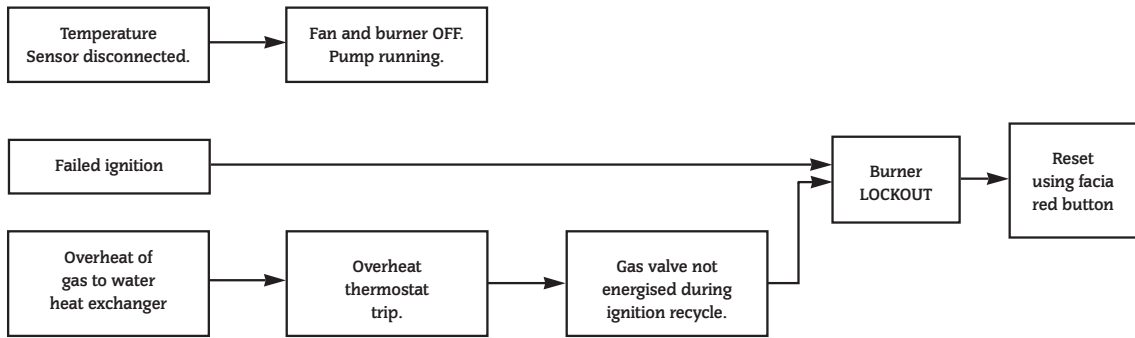 Temperature
Sensor disconnected.
Fan and burner OFF.
Pump running.
Failed ignition
Burner
LOCKOUT
Reset
using facia
red button
Overheat of
gas to water
heat exchanger
Overheat
thermostat
trip.
Gas valve not
energised during
ignition recycle.